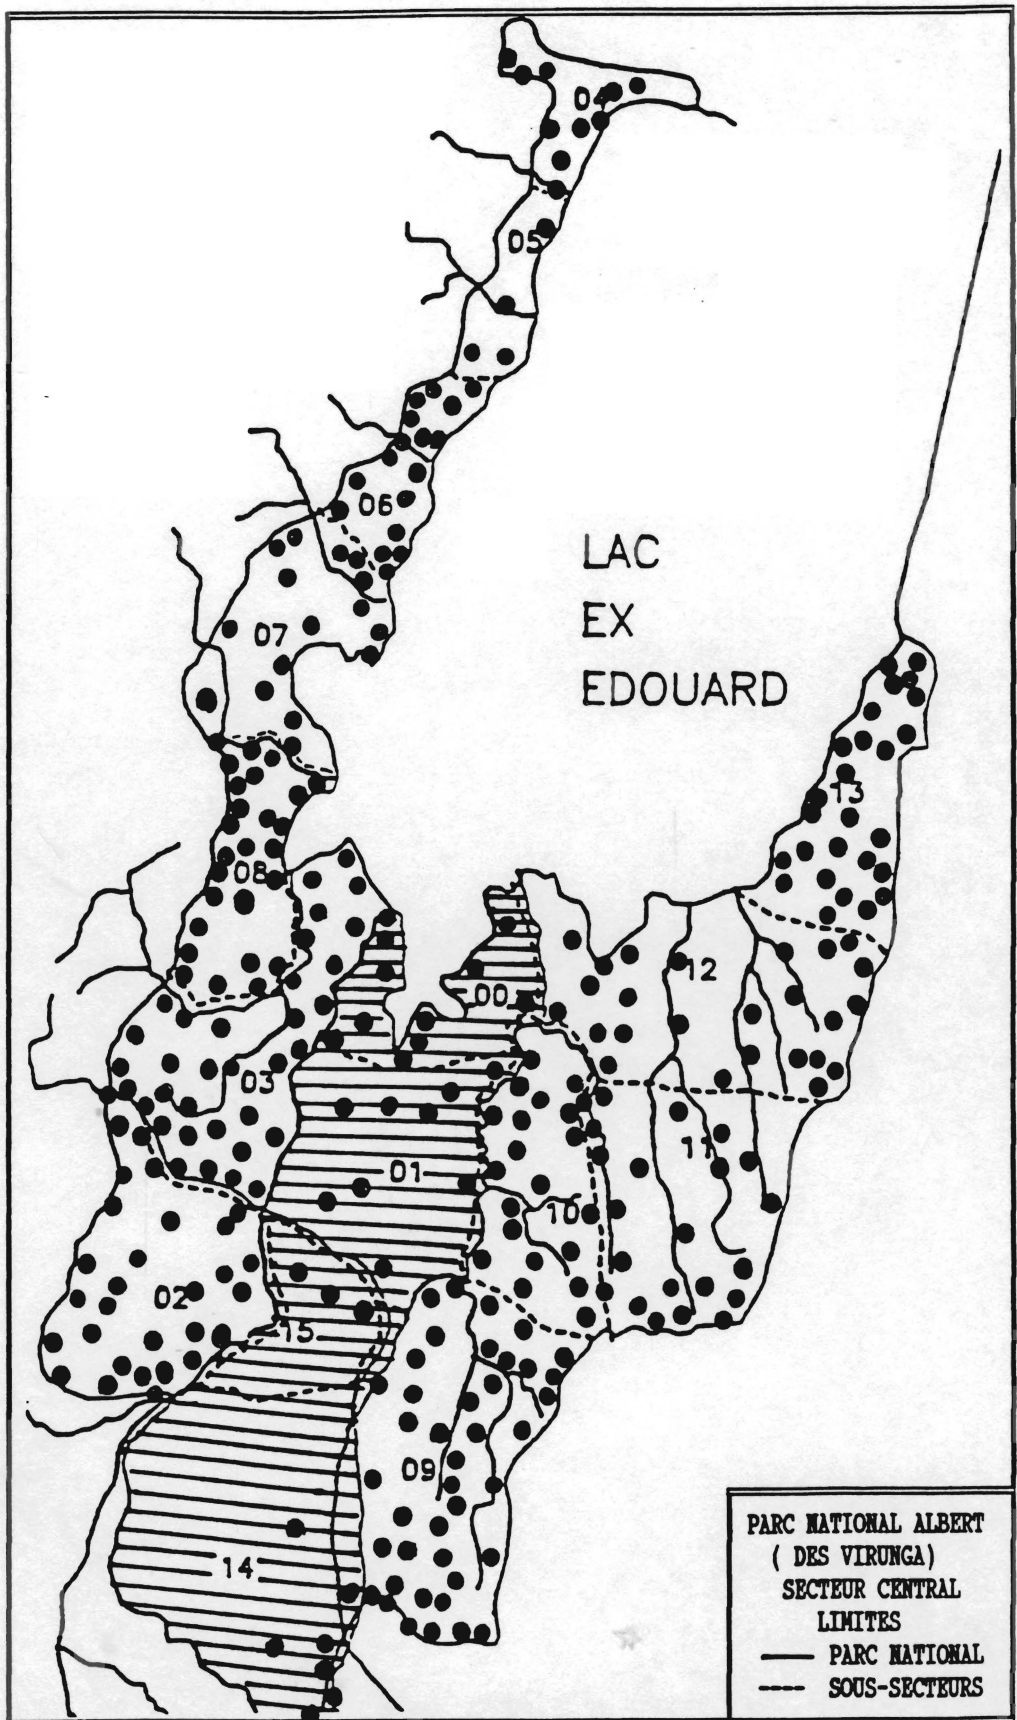 04
05
06
LAC
EX
EDOUARD
07
13
08
12
00
03
01
11
10
02
15
09
14
PARC NATIONAL ALBERT
( DES VIRUNGA)
SECTEUR CENTRAL
LIMITES
PARC NATIONAL
SOUS-SECTEURS